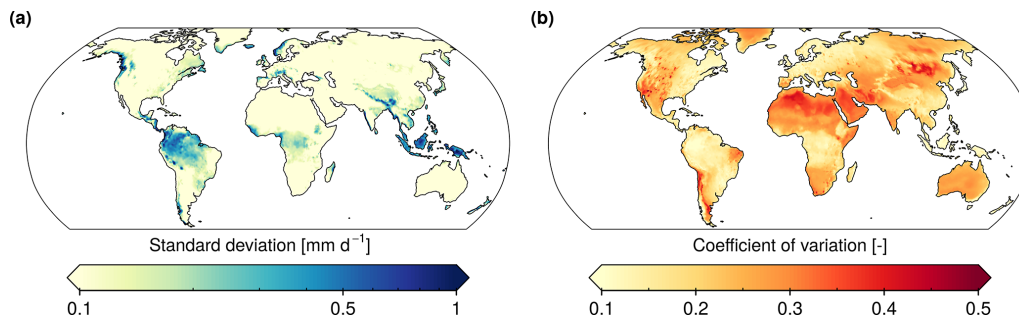 (a)
(b)
Standard deviation [mm d⁻¹]
Coefficient of variation [-]
0.1 0.5 1
0.1 0.2 0.3 0.4 0.5